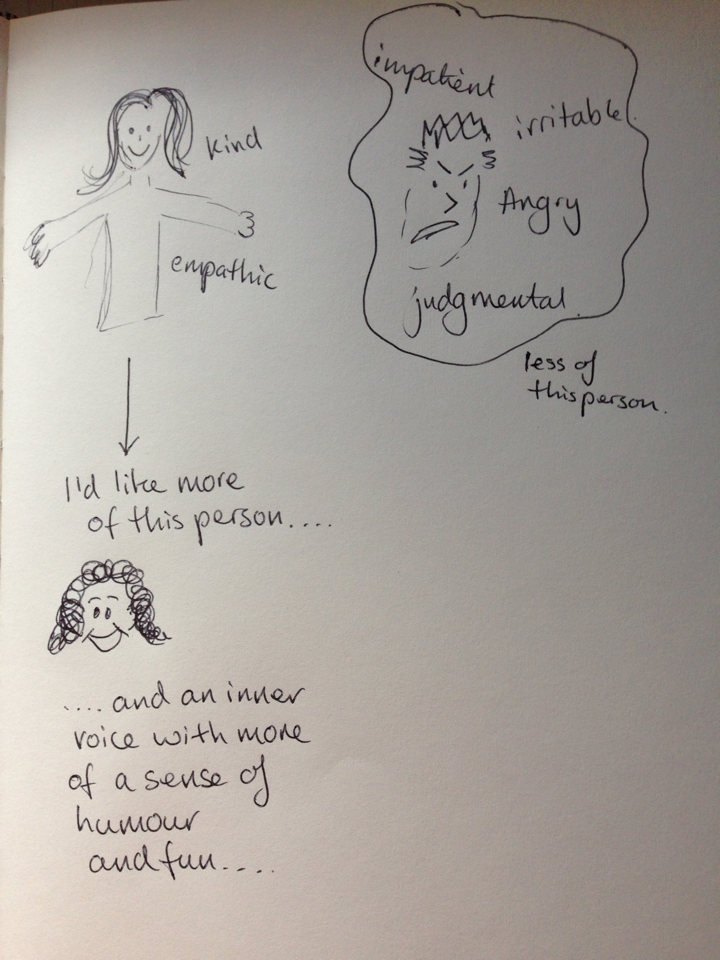 kind
empathic
I'd like more
of this person....
....and an inner
voice with more
of a sense of
humour
and fun....
impatient
irritable
Angry
judgmental
less of
this person.